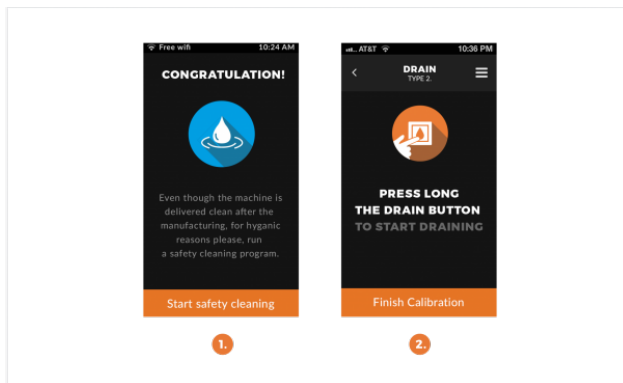 Free wifi 10:24 AM
CONGRATULATION!
Even though the machine is
delivered clean after the
manufacturing, for hyganic
reasons please, run
a safety cleaning program.
Start safety cleaning
1.
AT&T 10:36 PM
DRAIN
TYPE 2.
PRESS LONG
THE DRAIN BUTTON
TO START DRAINING
Finish Calibration
2.